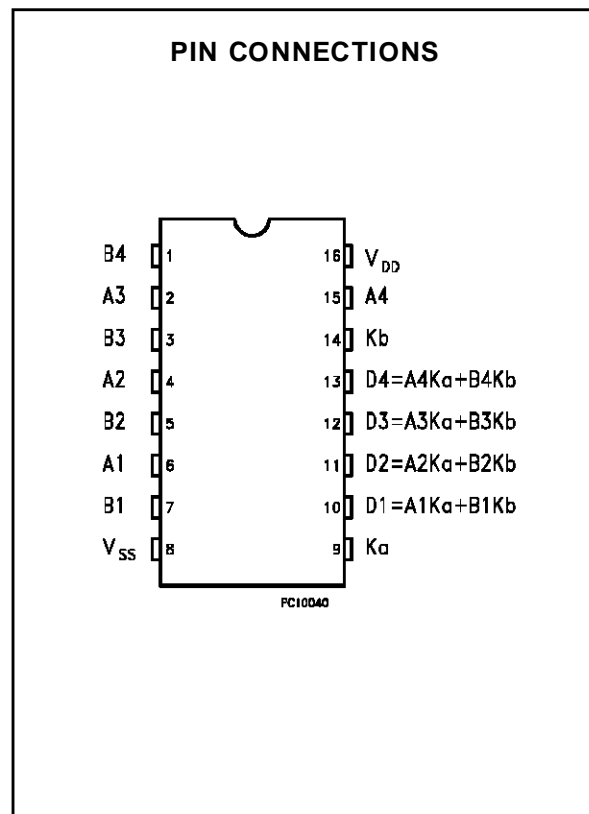 PIN CONNECTIONS
B4 1 16 VDD
A3 2 15 A4
B3 3 14 Kb
A2 4 13 D4=A4Ka+B4Kb
B2 5 12 D3=A3Ka+B3Kb
A1 6 11 D2=A2Ka+B2Kb
B1 7 10 D1=A1Ka+B1Kb
VSS 8 9 Ka
PC10040